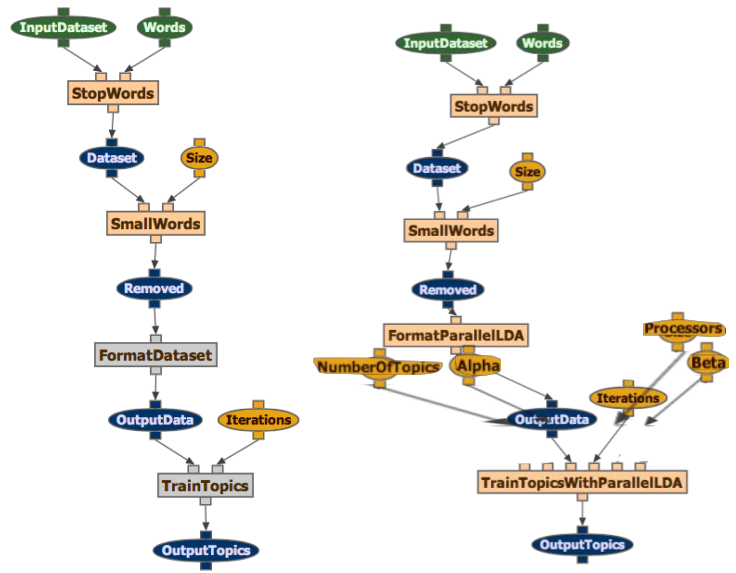 InputDataset
Words
StopWords
Dataset
Size
SmallWords
Removed
FormatDataset
OutputData
Iterations
TrainTopics
OutputTopics
InputDataset
Words
StopWords
Dataset
Size
SmallWords
Removed
FormatParallelLDA
Processors
NumberOfTopics
Alpha
Beta
Iterations
OutputData
TrainTopicsWithParallelLDA
OutputTopics